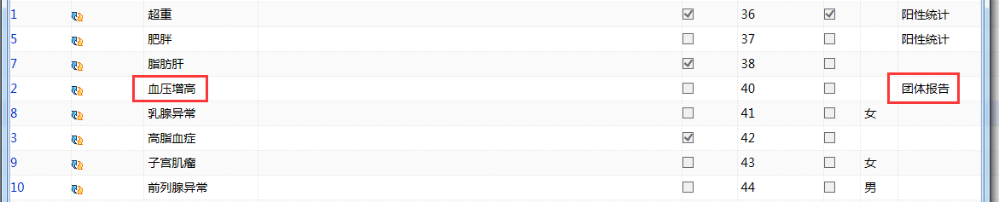 1 超重 36 阳性统计
5 肥胖 37 阳性统计
7 脂肪肝 38
2 血压增高 40 团体报告
8 乳腺异常 41 女
3 高脂血症 42
9 子宫肌瘤 43 女
10 前列腺异常 44 男